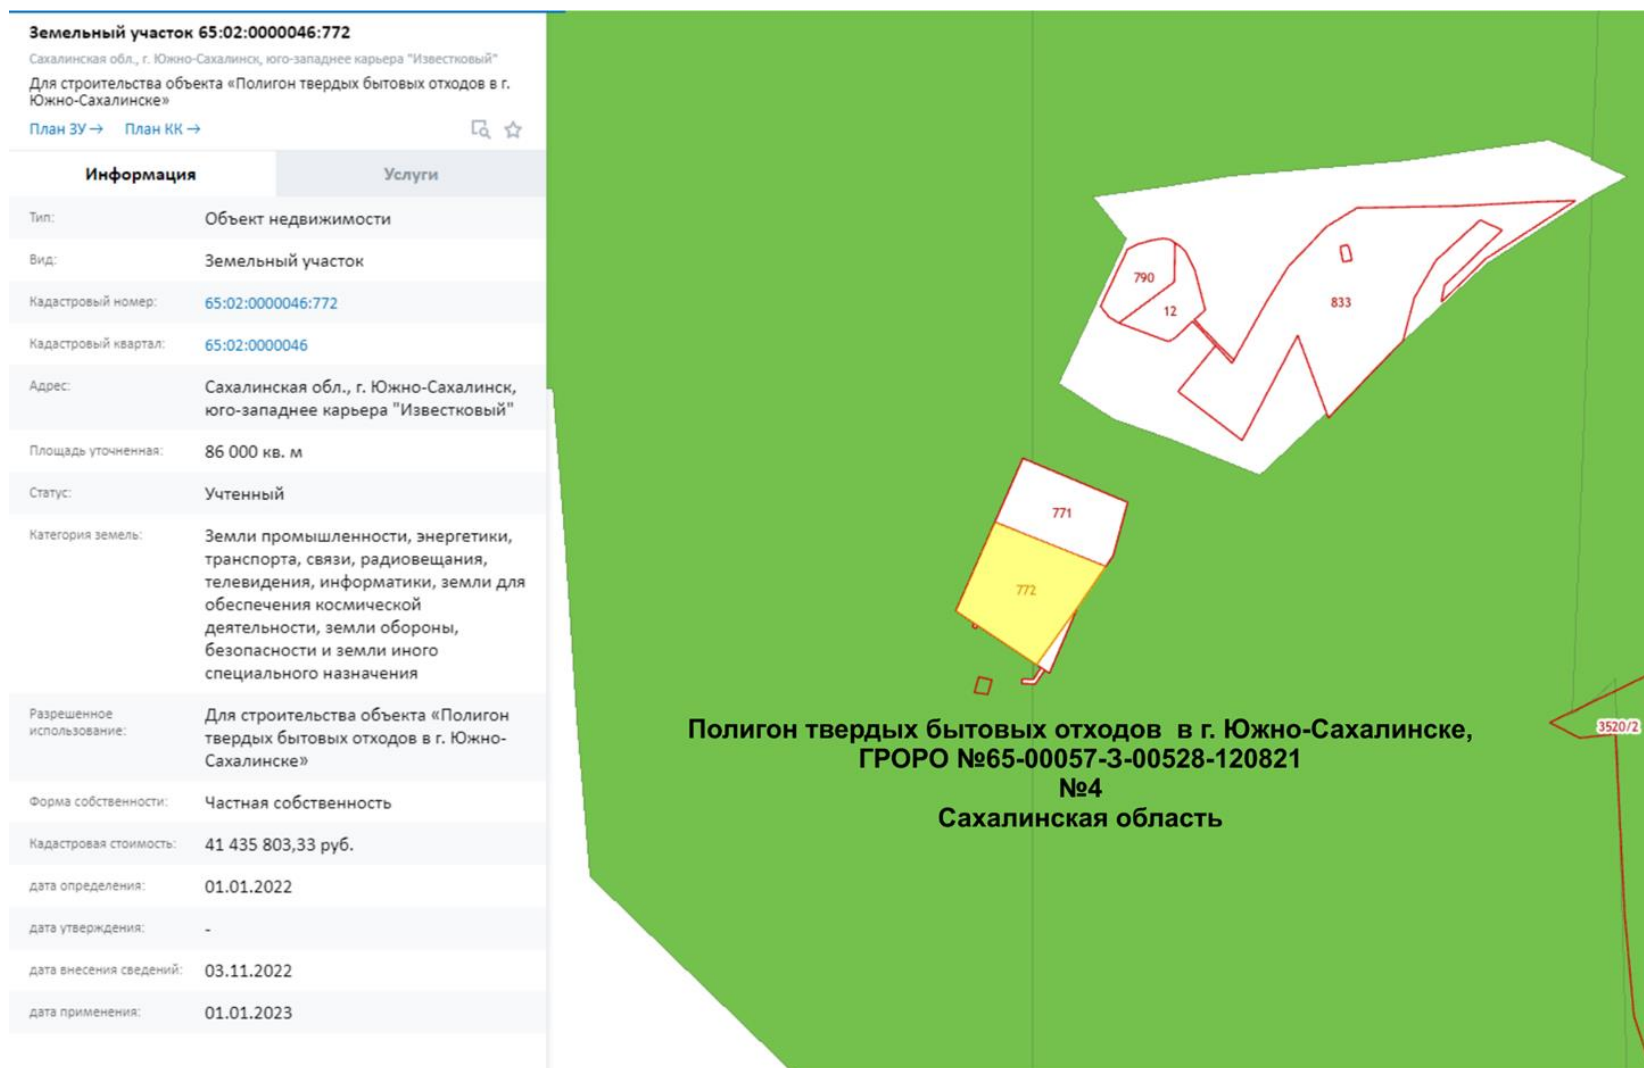 Земельный участок 65:02:0000046:772
Сахалинская обл., г. Южно-Сахалинск, юго-западнее карьера "Известковый"
Для строительства объекта «Полигон твердых бытовых отходов в г.
Южно-Сахалинске»
План ЗУ → План КК →
Информация Услуги
Тип: Объект недвижимости
Вид: Земельный участок
Кадастровый номер: 65:02:0000046:772
Кадастровый квартал: 65:02:0000046
Адрес: Сахалинская обл., г. Южно-Сахалинск,
юго-западнее карьера "Известковый"
Площадь уточненная: 86 000 кв. м
Статус: Учтенный
Категория земель: Земли промышленности, энергетики,
транспорта, связи, радиовещания,
телевидения, информатики, земли для
обеспечения космической
деятельности, земли обороны,
безопасности и земли иного
специального назначения
Разрешенное
использование:
Для строительства объекта «Полигон
твердых бытовых отходов в г. Южно-
Сахалинске»
Форма собственности: Частная собственность
Кадастровая стоимость: 41 435 803,33 руб.
дата определения: 01.01.2022
дата утверждения: -
дата внесения сведений: 03.11.2022
дата применения: 01.01.2023
790
12
833
771
772
3520/2
Полигон твердых бытовых отходов в г. Южно-Сахалинске,
ГРОРО №65-00057-З-00528-120821
№4
Сахалинская область